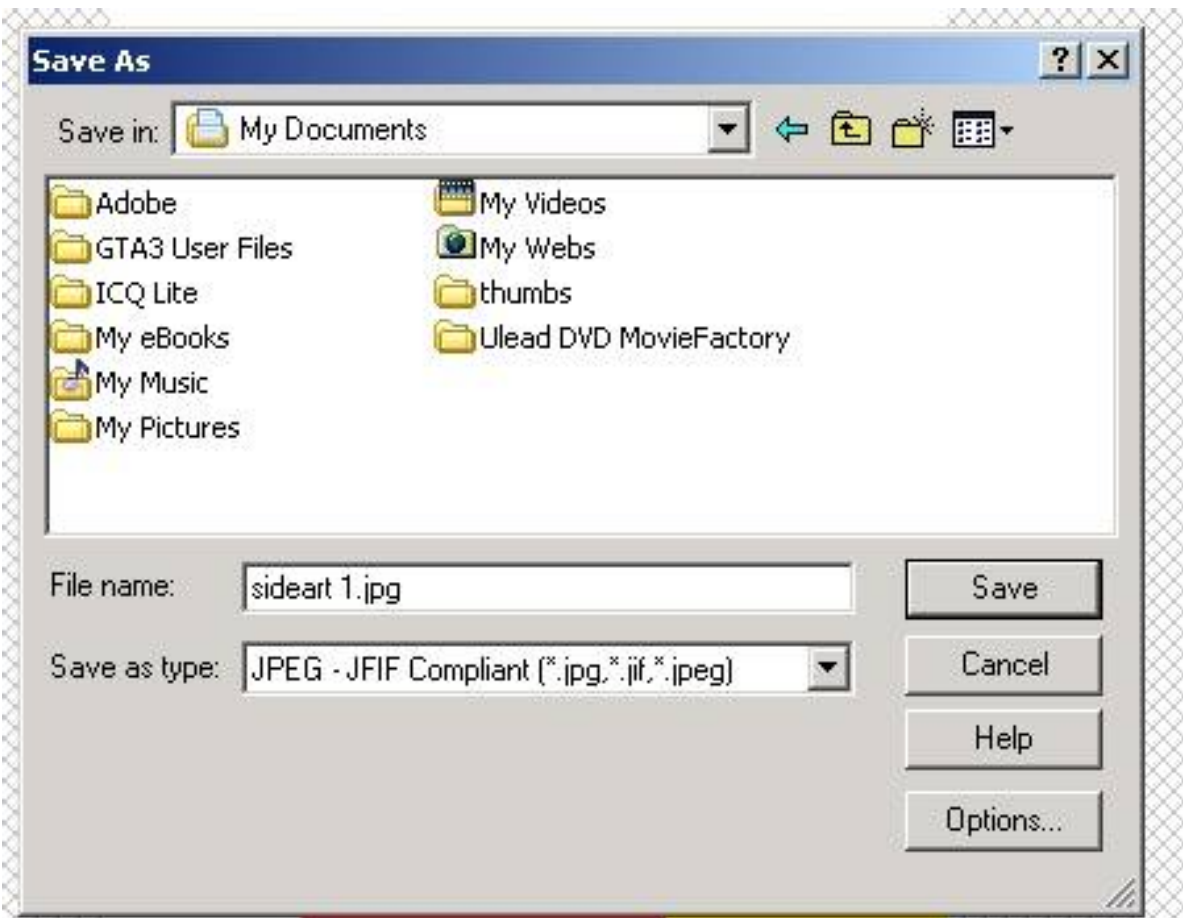 Save As
Save in: My Documents
Adobe
GTA3 User Files
ICQ Lite
My eBooks
My Music
My Pictures
My Videos
My Webs
thumbs
Ulead DVD MovieFactory
File name: sideart 1.jpg
Save
Save as type: JPEG - JFIF Compliant (*.jpg,*.jif,*.jpeg)
Cancel
Help
Options...